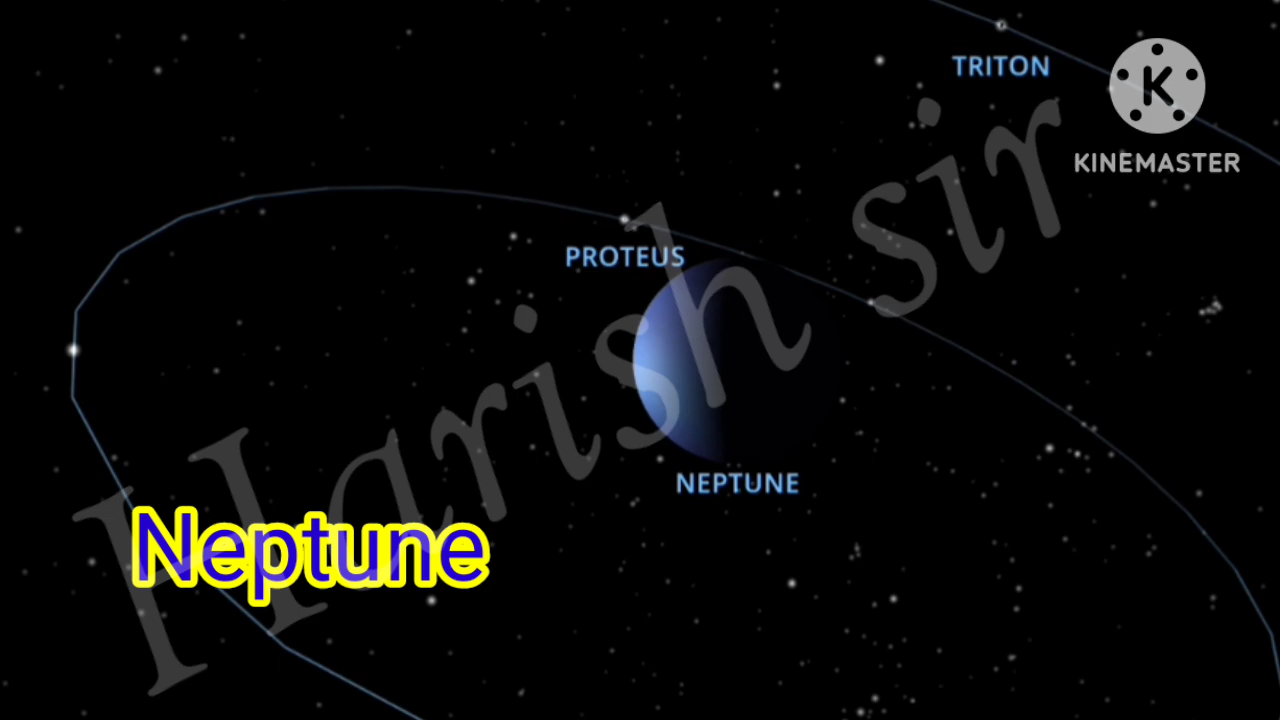 TRITON
K
KINEMASTER
PROTEUS
Harish sir
NEPTUNE
Neptune